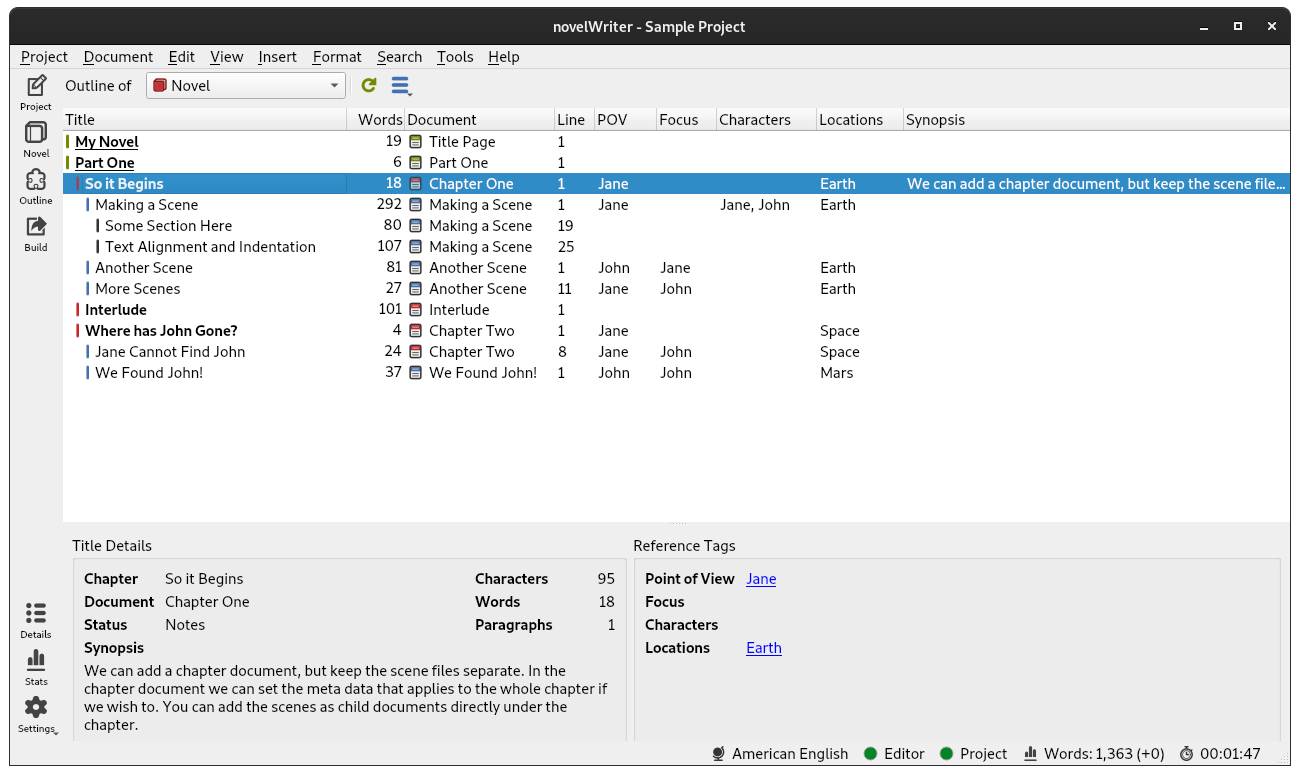 novelWriter - Sample Project
Project Document Edit View Insert Format Search Tools Help
Project
Novel
Outline
Build
Outline of Novel
Title Words Document Line POV Focus Characters Locations Synopsis
My Novel 19 Title Page 1
Part One 6 Part One 1
So it Begins 18 Chapter One 1 Jane Earth We can add a chapter document, but keep the scene file...
Making a Scene 292 Making a Scene 1 Jane Jane, John Earth
Some Section Here 80 Making a Scene 19
Text Alignment and Indentation 107 Making a Scene 25
Another Scene 81 Another Scene 1 John Jane Earth
More Scenes 27 Another Scene 11 Jane John Earth
Interlude 101 Interlude 1
Where has John Gone? 4 Chapter Two 1 Jane Space
Jane Cannot Find John 24 Chapter Two 8 Jane John Space
We Found John! 37 We Found John! 1 John John Mars
Title Details
Chapter So it Begins Characters 95
Document Chapter One Words 18
Status Notes Paragraphs 1
Synopsis
We can add a chapter document, but keep the scene files separate. In the
chapter document we can set the meta data that applies to the whole chapter if
we wish to. You can add the scenes as child documents directly under the
chapter.
Reference Tags
Point of View Jane
Focus
Characters
Locations Earth
Details
Stats
Settings
American English Editor Project Words: 1,363 (+0) 00:01:47